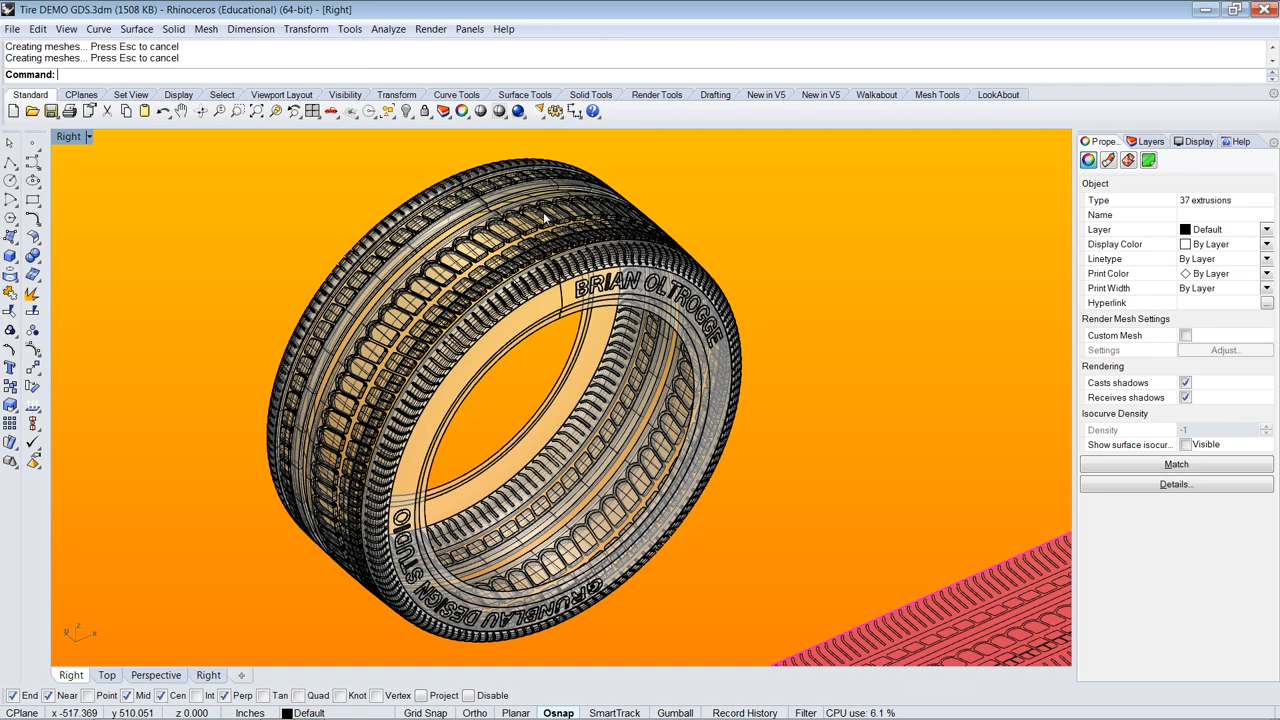 Tire DEMO GDS.3dm (1508 KB) - Rhinoceros (Educational) (64-bit) - [Right]
File Edit View Curve Surface Solid Mesh Dimension Transform Tools Analyze Render Panels Help
Creating meshes... Press Esc to cancel
Creating meshes... Press Esc to cancel
Command:
Standard CPlanes Set View Display Select Viewport Layout Visibility Transform Curve Tools Surface Tools Solid Tools Render Tools Drafting New in V5 New in V5 Walkabout Mesh Tools LookAbout
Right
Prope... Layers Display Help
Object
Type 37 extrusions
Name
Layer Default
Display Color By Layer
Linetype By Layer
Print Color By Layer
Print Width By Layer
Hyperlink ...
Render Mesh Settings
Custom Mesh
Settings Adjust...
Rendering
Casts shadows
Receives shadows
Isocurve Density
Density -1
Show surface isocur... Visible
Match
Details...
BRIAN OLTROGGE
GRUNBLAU DESIGN STUDIO
z
y x
Right Top Perspective Right
End Near Point Mid Cen Int Perp Tan Quad Knot Vertex Project Disable
CPlane x -517.369 y 510.051 z 0.000 Inches Default Grid Snap Ortho Planar Osnap SmartTrack Gumball Record History Filter CPU use: 6.1 %